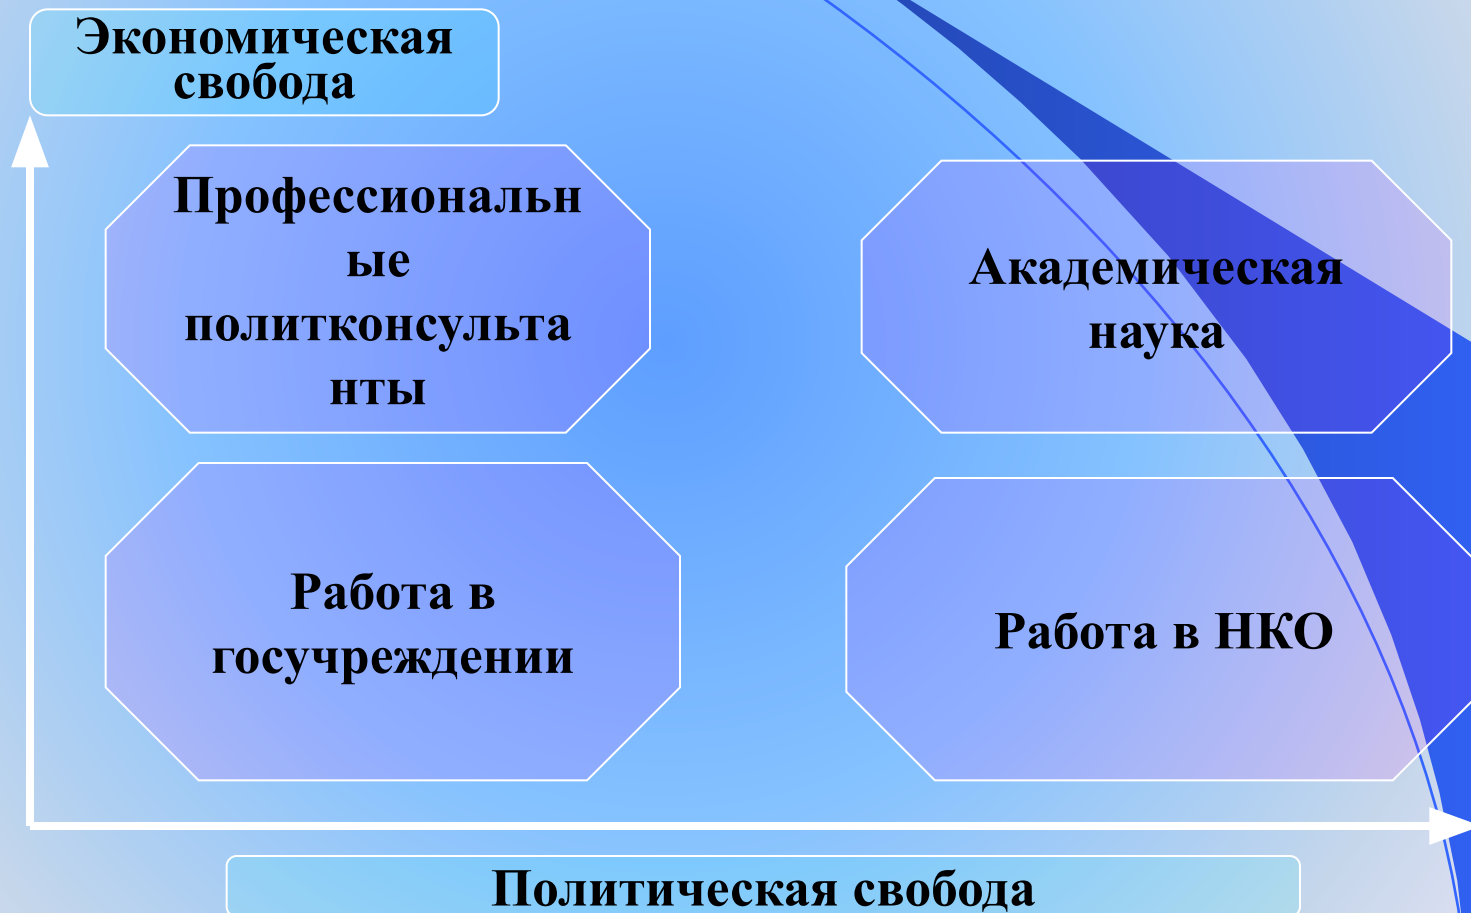 Экономическая
свобода
Профессиональн
ые
политконсульта
нты
Академическая
наука
Работа в
госучреждении
Работа в НКО
Политическая свобода